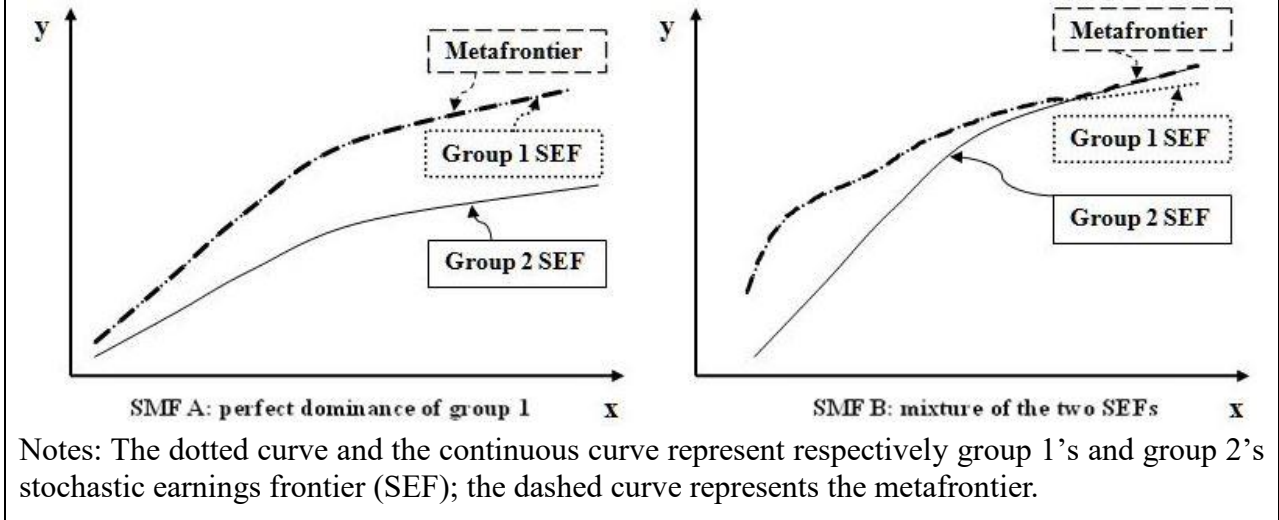 y
Metafrontier
Group 1 SEF
Group 2 SEF
SMF A: perfect dominance of group 1
x
y
Metafrontier
Group 1 SEF
Group 2 SEF
SMF B: mixture of the two SEFs
x
Notes: The dotted curve and the continuous curve represent respectively group 1’s and group 2’s
stochastic earnings frontier (SEF); the dashed curve represents the metafrontier.